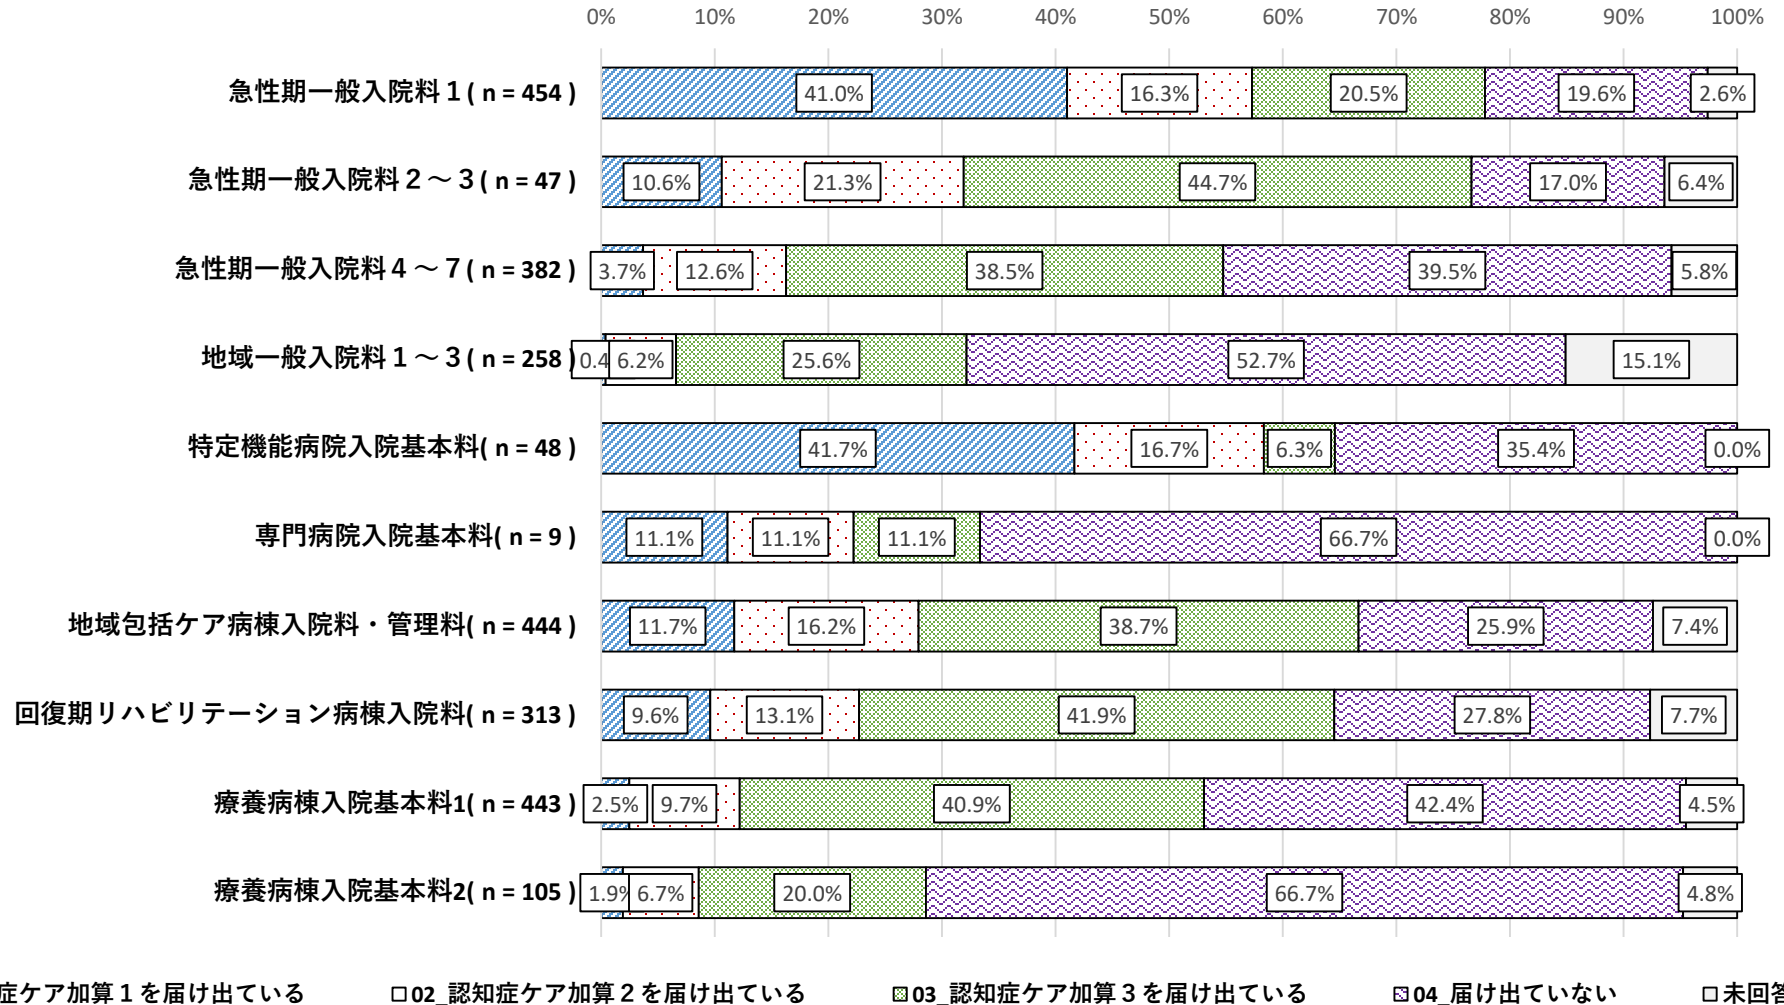 0% 10% 20% 30% 40% 50% 60% 70% 80% 90% 100%
急性期一般入院料１( n = 454 ) 41.0% 16.3% 20.5% 19.6% 2.6%
急性期一般入院料２～３( n = 47 ) 10.6% 21.3% 44.7% 17.0% 6.4%
急性期一般入院料４～７( n = 382 ) 3.7% 12.6% 38.5% 39.5% 5.8%
地域一般入院料１～３( n = 258 ) 0.4 6.2% 25.6% 52.7% 15.1%
特定機能病院入院基本料( n = 48 ) 41.7% 16.7% 6.3% 35.4% 0.0%
専門病院入院基本料( n = 9 ) 11.1% 11.1% 11.1% 66.7% 0.0%
地域包括ケア病棟入院料・管理料( n = 444 ) 11.7% 16.2% 38.7% 25.9% 7.4%
回復期リハビリテーション病棟入院料( n = 313 ) 9.6% 13.1% 41.9% 27.8% 7.7%
療養病棟入院基本料1( n = 443 ) 2.5% 9.7% 40.9% 42.4% 4.5%
療養病棟入院基本料2( n = 105 ) 1.9% 6.7% 20.0% 66.7% 4.8%
症ケア加算１を届け出ている 02_認知症ケア加算２を届け出ている 03_認知症ケア加算３を届け出ている 04_届け出ていない 未回答